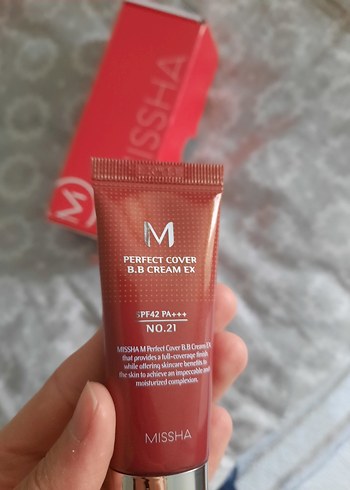 MISSHA
M
M
PERFECT COVER
B.B CREAM EX
SPF42 PA+++
NO.21
MISSHA M Perfect Cover B.B Cream EX
that provides a full-coverage finish
while offering skincare benefits to
the skin to achieve an impeccable and
moisturized complexion.
MISSHA